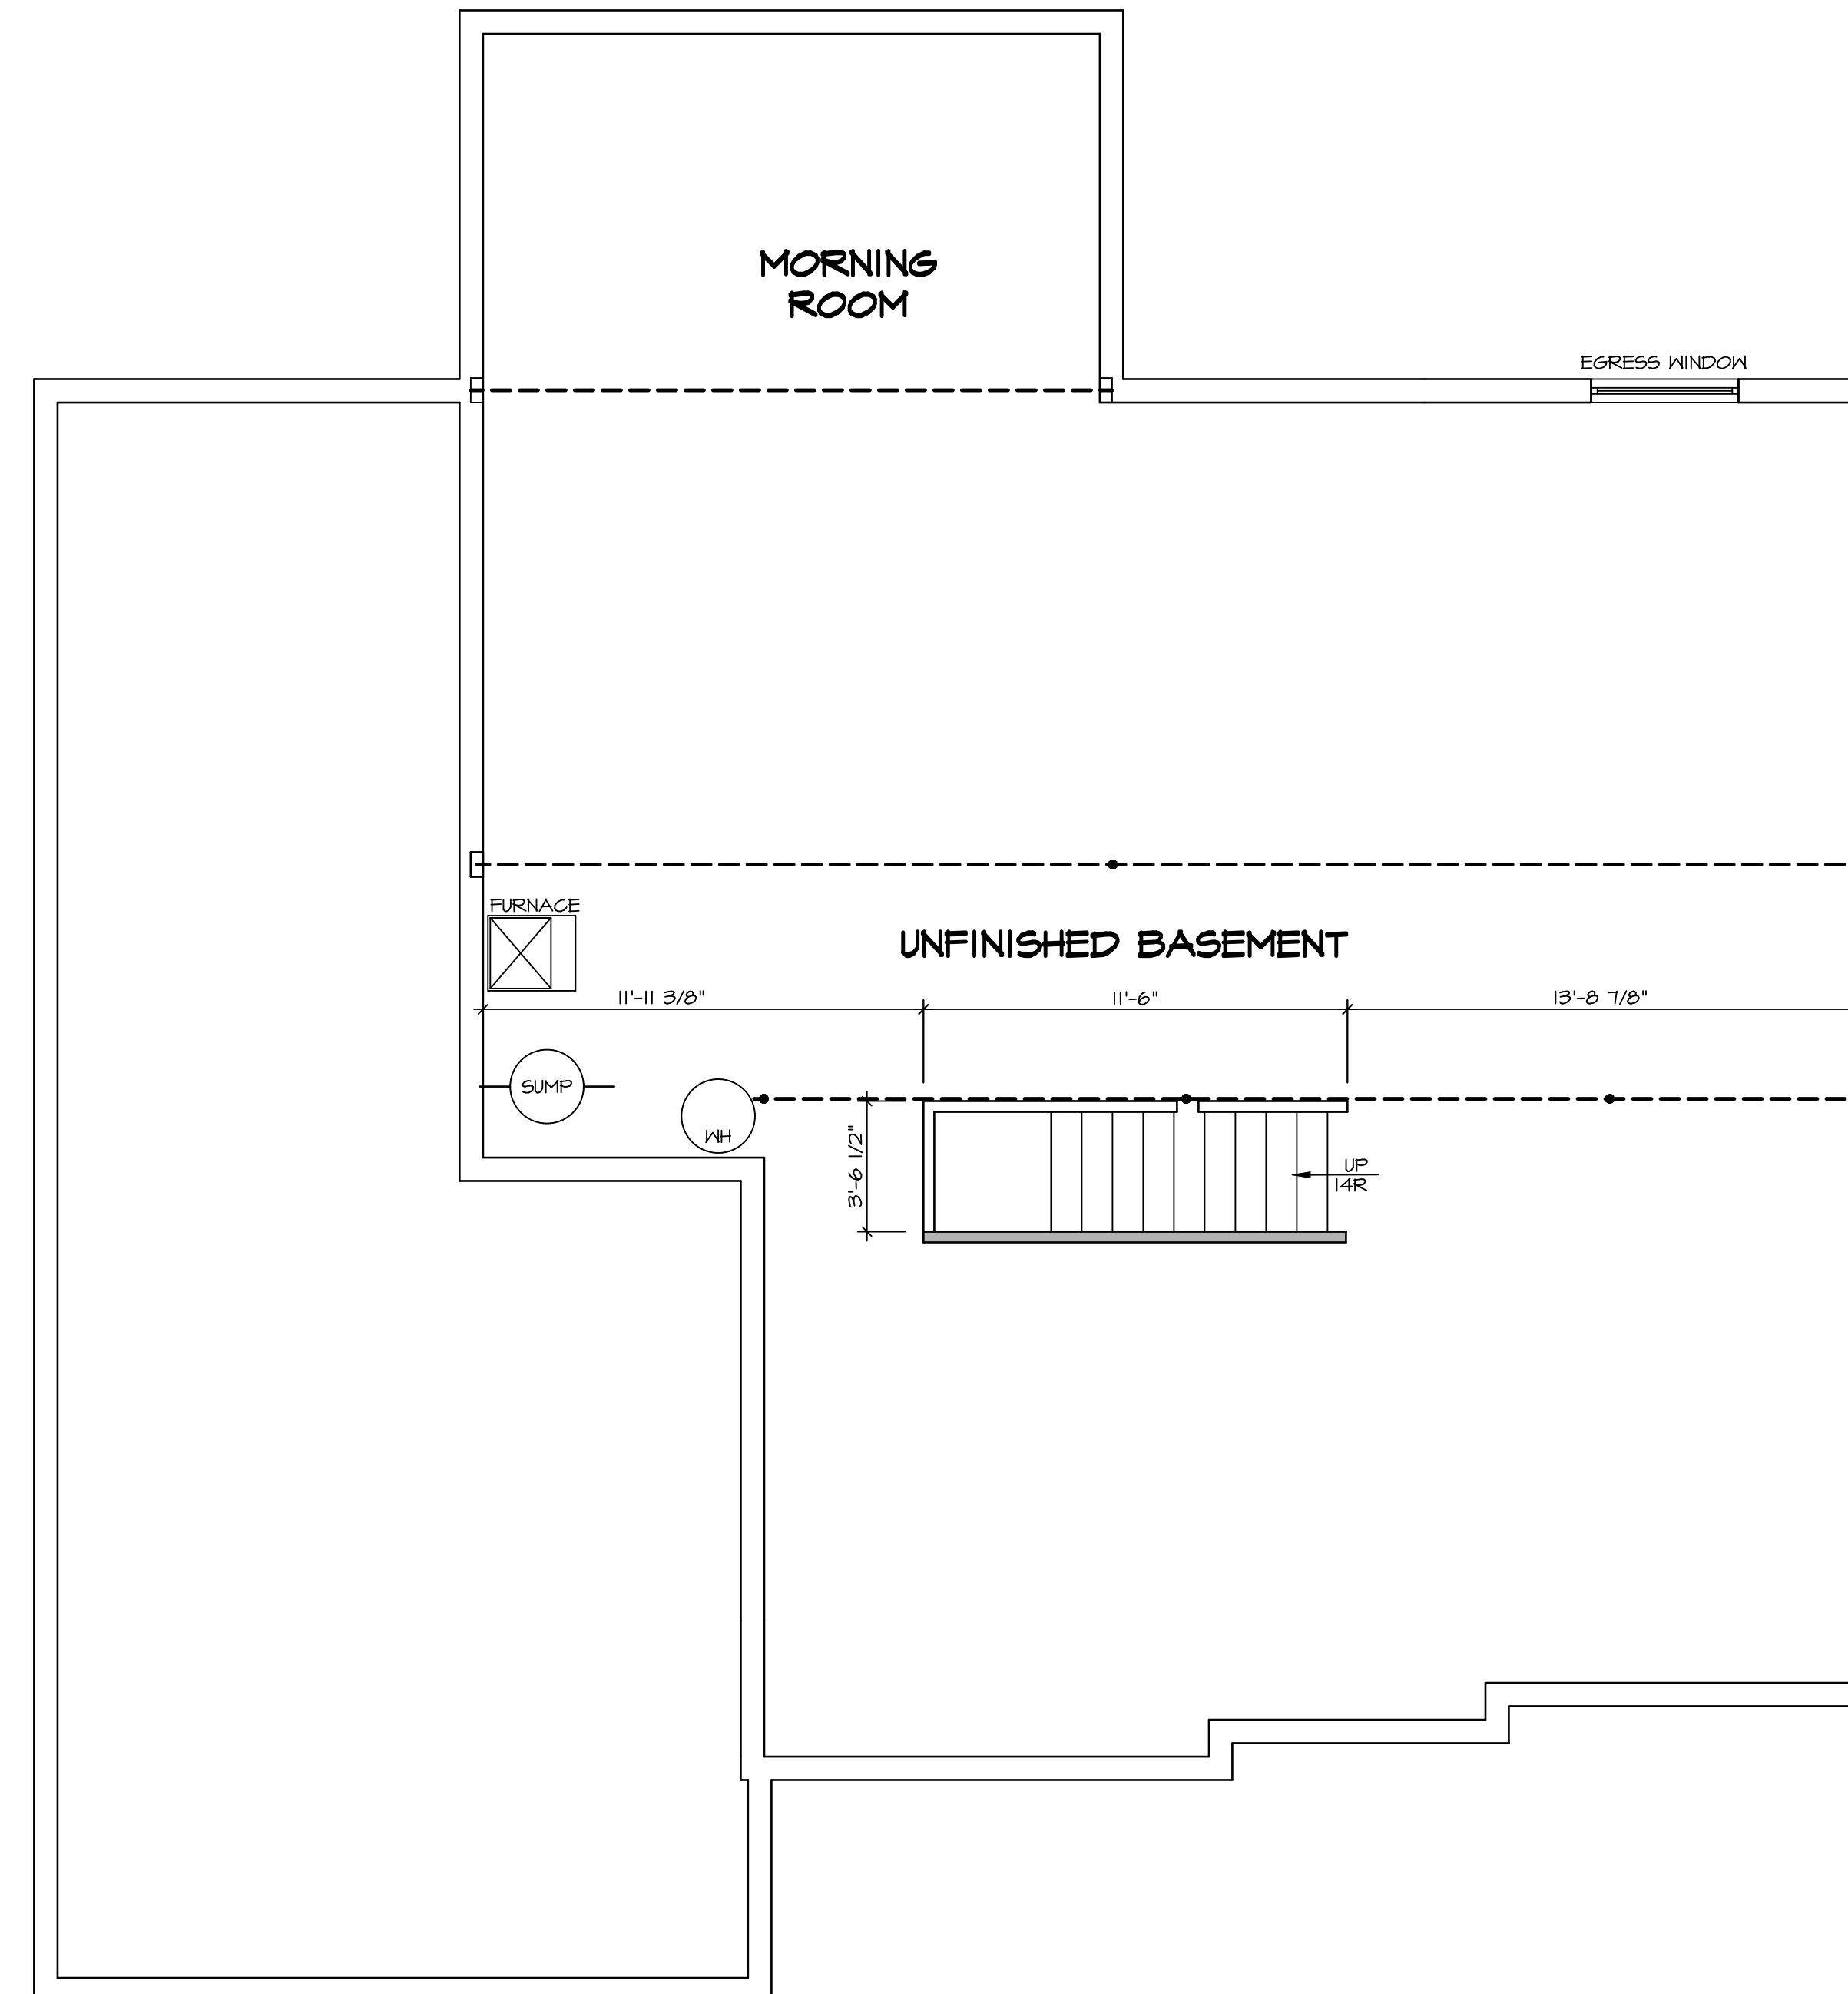 MORNING
ROOM
EGRESS WINDOW
FURNACE
UNFINISHED BASEMENT
11'-11 3/8"
11'-6"
13'-8 7/8"
SUMP
WH
3'-6 1/2"
UP
14R